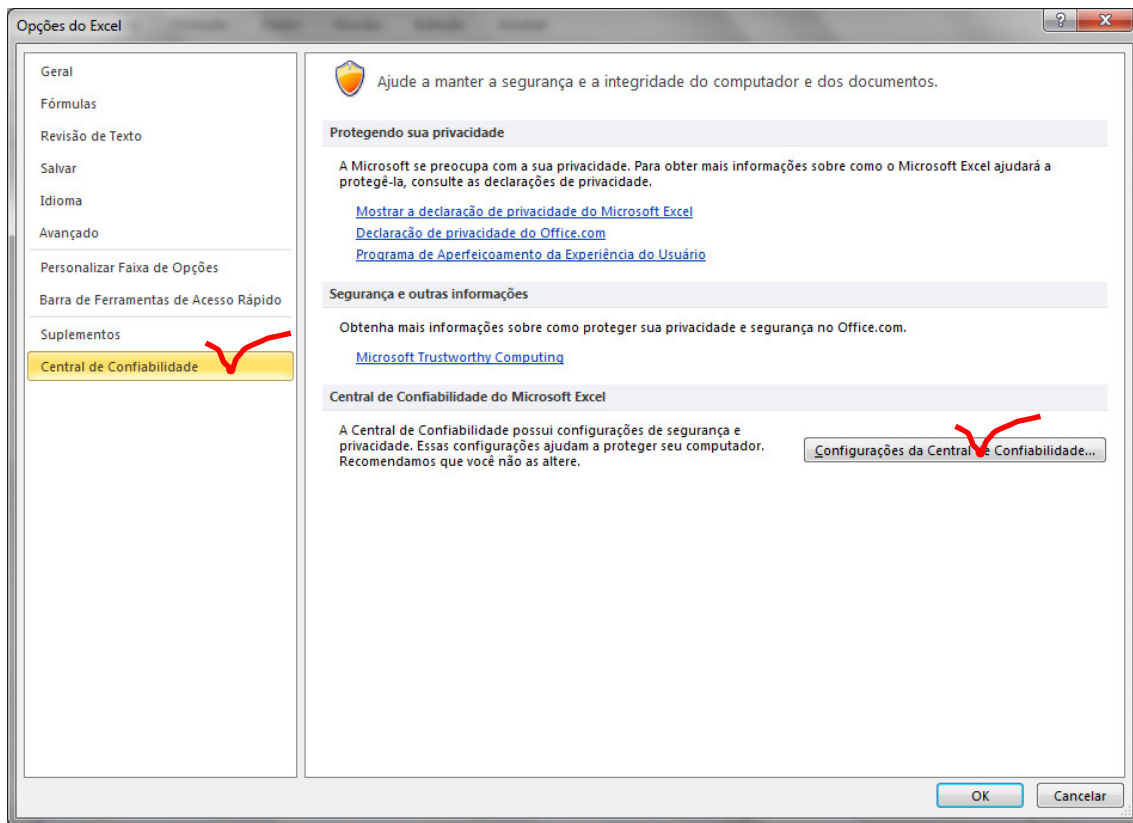 Opções do Excel
Geral
Fórmulas
Revisão de Texto
Salvar
Idioma
Avançado
Personalizar Faixa de Opções
Barra de Ferramentas de Acesso Rápido
Suplementos
Central de Confiabilidade
Ajude a manter a segurança e a integridade do computador e dos documentos.
Protegendo sua privacidade
A Microsoft se preocupa com a sua privacidade. Para obter mais informações sobre como o Microsoft Excel ajudará a
protegê-la, consulte as declarações de privacidade.
Mostrar a declaração de privacidade do Microsoft Excel
Declaração de privacidade do Office.com
Programa de Aperfeicoamento da Experiência do Usuário
Segurança e outras informações
Obtenha mais informações sobre como proteger sua privacidade e segurança no Office.com.
Microsoft Trustworthy Computing
Central de Confiabilidade do Microsoft Excel
A Central de Confiabilidade possui configurações de segurança e
privacidade. Essas configurações ajudam a proteger seu computador.
Recomendamos que você não as altere.
Configurações da Central de Confiabilidade...
OK
Cancelar